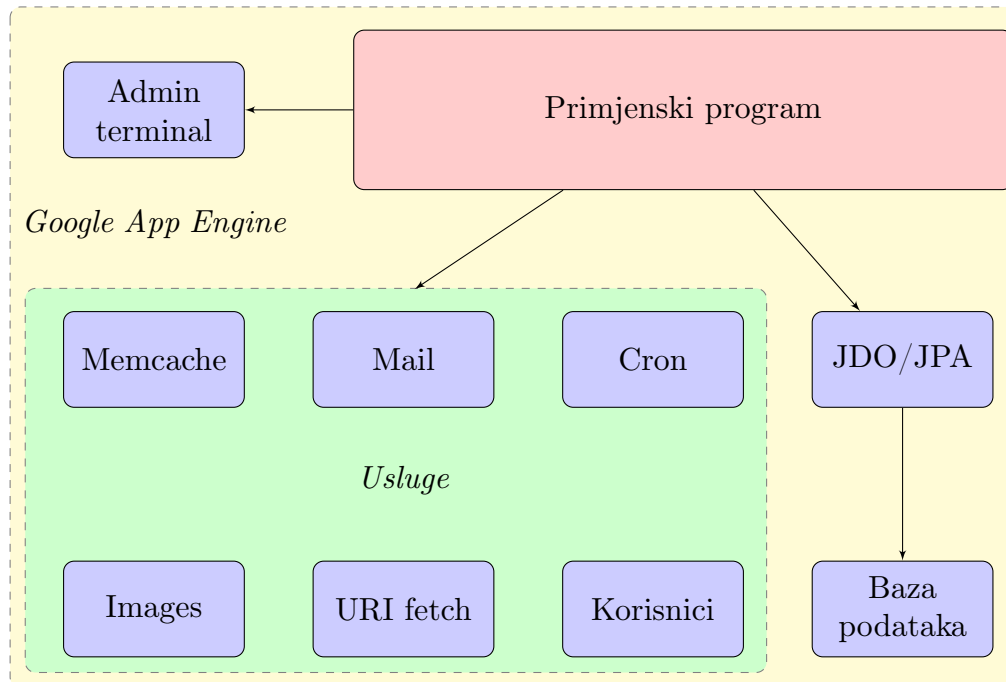 Admin
terminal
Primjenski program
Google App Engine
Memcache
Mail
Cron
JDO/JPA
Usluge
Images
URI fetch
Korisnici
Baza
podataka